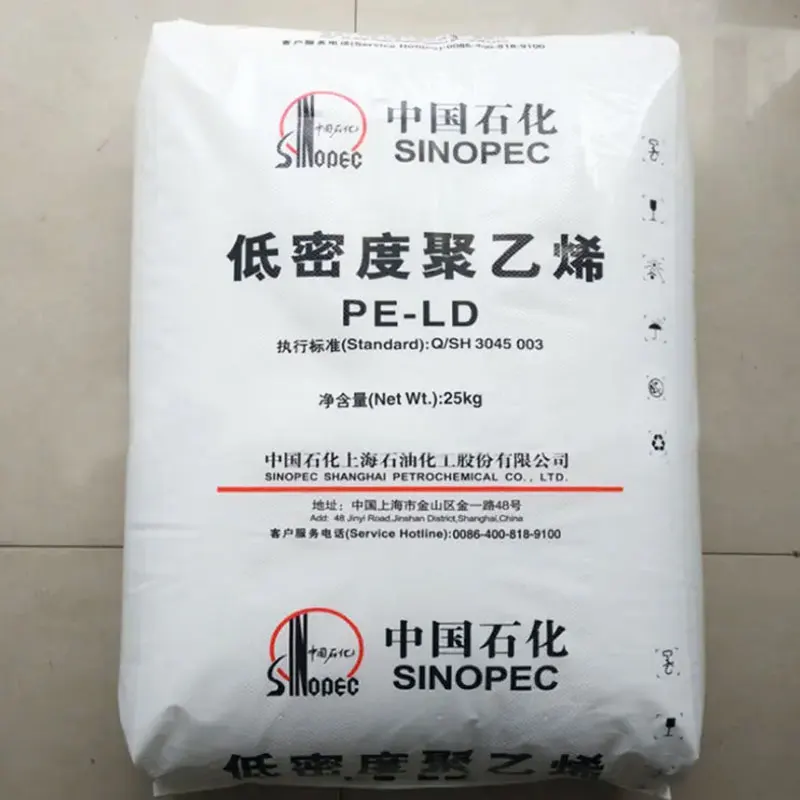 客户服务电话(Service Hotline):0086-400-818-9100
中国石化
SINOPEC
中国石化
SINOPEC
低密度聚乙烯
PE-LD
执行标准(Standard):Q/SH 3045 003
净含量(Net Wt.):25kg
中国石化上海石油化工股份有限公司
SINOPEC SHANGHAI PETROCHEMICAL CO., LTD.
地址：中国上海市金山区金一路48号
Add: 48 Jinyi Road,Jinshan District,Shanghai,China
客户服务电话(Service Hotline):0086-400-818-9100
中国石化
SINOPEC
中国石化
SINOPEC
低密度聚乙烯